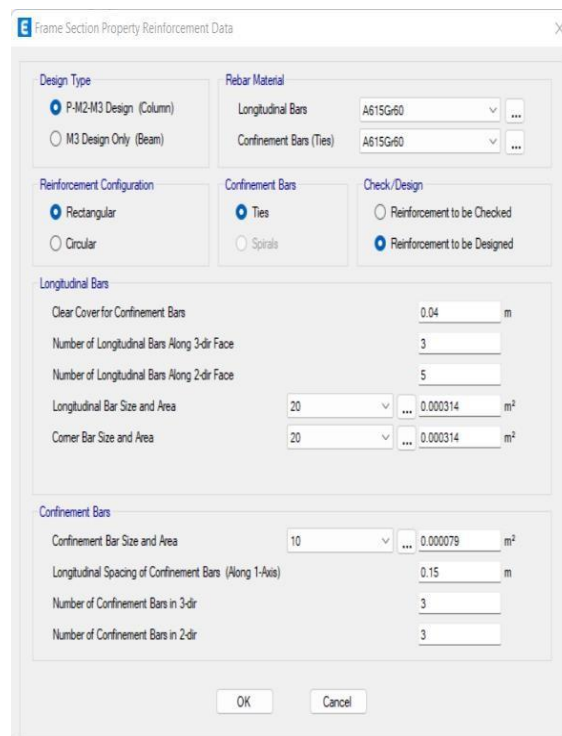 E Frame Section Property Reinforcement Data X
Design Type
P-M2-M3 Design (Column)
M3 Design Only (Beam)
Rebar Material
Longitudinal Bars A615Gr60 ...
Confinement Bars (Ties) A615Gr60 ...
Reinforcement Configuration
Rectangular
Circular
Confinement Bars
Ties
Spirals
Check/Design
Reinforcement to be Checked
Reinforcement to be Designed
Longitudinal Bars
Clear Cover for Confinement Bars 0.04 m
Number of Longitudinal Bars Along 3-dir Face 3
Number of Longitudinal Bars Along 2-dir Face 5
Longitudinal Bar Size and Area 20 ... 0.000314 m²
Corner Bar Size and Area 20 ... 0.000314 m²
Confinement Bars
Confinement Bar Size and Area 10 ... 0.000079 m²
Longitudinal Spacing of Confinement Bars (Along 1-Axis) 0.15 m
Number of Confinement Bars in 3-dir 3
Number of Confinement Bars in 2-dir 3
OK Cancel